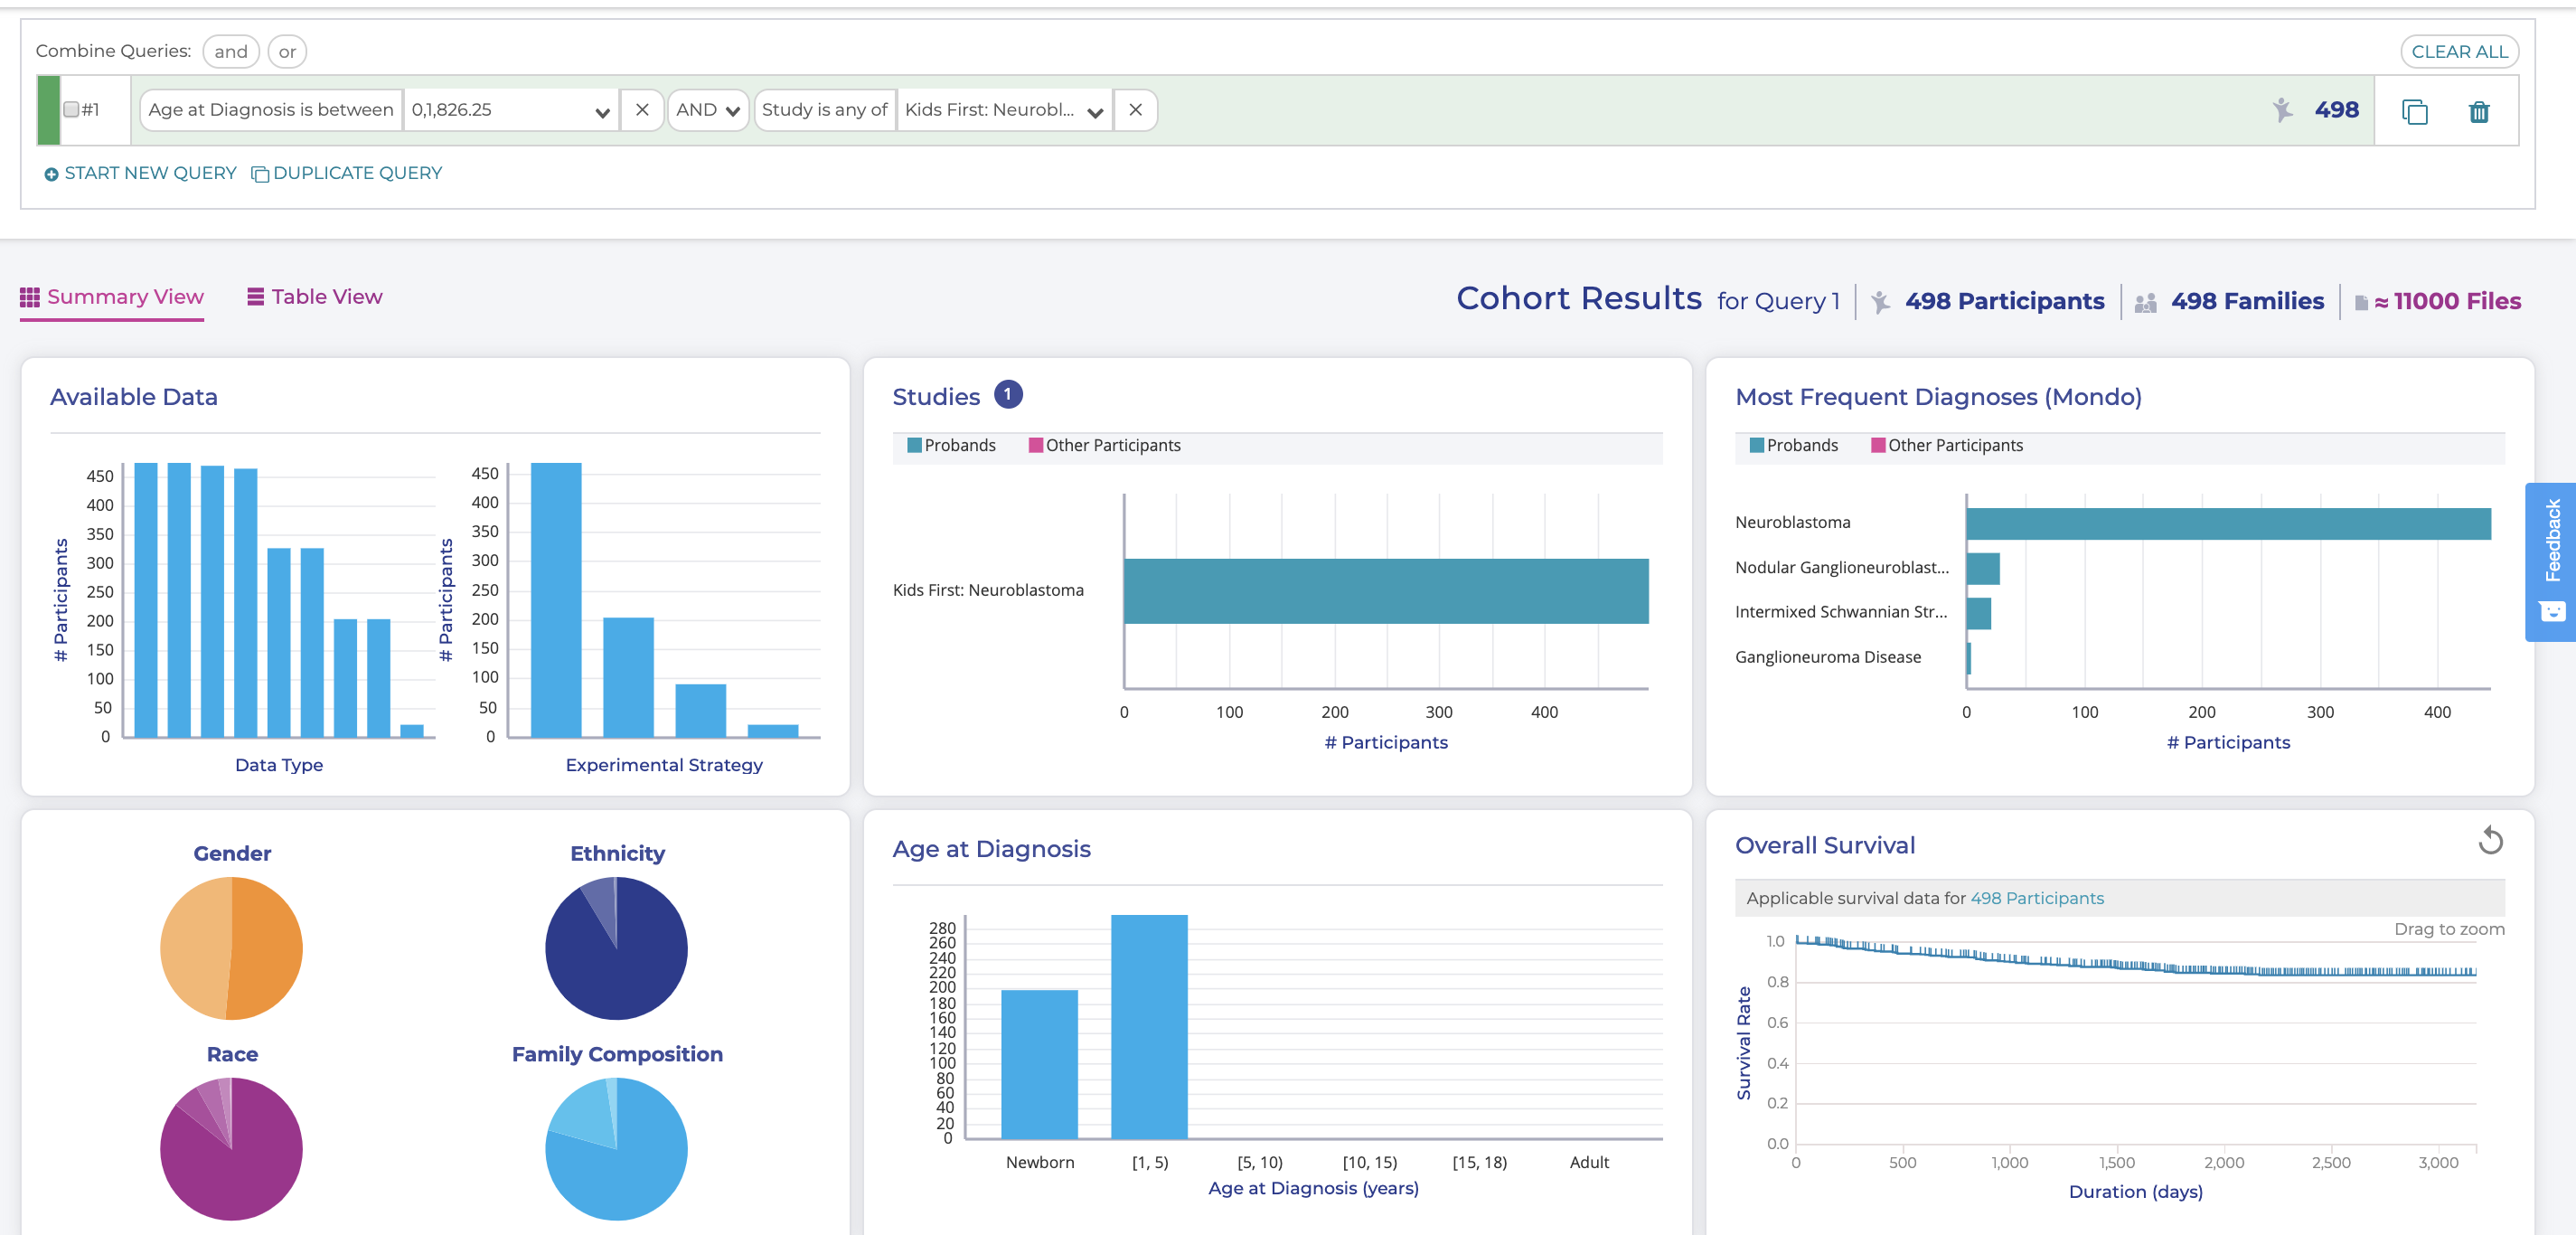 Combine Queries: and or CLEAR ALL
#1 Age at Diagnosis is between 0,1,826.25 AND Study is any of Kids First: Neurobl... 498
START NEW QUERY DUPLICATE QUERY
Summary View Table View
Cohort Results for Query 1 498 Participants 498 Families ≈ 11000 Files
Available Data
# Participants
450
400
350
300
250
200
150
100
50
0
Data Type
# Participants
450
400
350
300
250
200
150
100
50
0
Experimental Strategy
Studies 1
Probands Other Participants
Kids First: Neuroblastoma
0 100 200 300 400
# Participants
Most Frequent Diagnoses (Mondo)
Probands Other Participants
Neuroblastoma
Nodular Ganglioneuroblast...
Intermixed Schwannian Str...
Ganglioneuroma Disease
0 100 200 300 400
# Participants
Feedback
Gender
Ethnicity
Race
Family Composition
Age at Diagnosis
280
260
240
220
200
180
160
140
120
100
80
60
40
20
0
Newborn [1, 5) [5, 10) [10, 15) [15, 18) Adult
Age at Diagnosis (years)
Overall Survival
Applicable survival data for 498 Participants
Drag to zoom
Survival Rate
1.0
0.8
0.6
0.4
0.2
0.0
0 500 1,000 1,500 2,000 2,500 3,000
Duration (days)